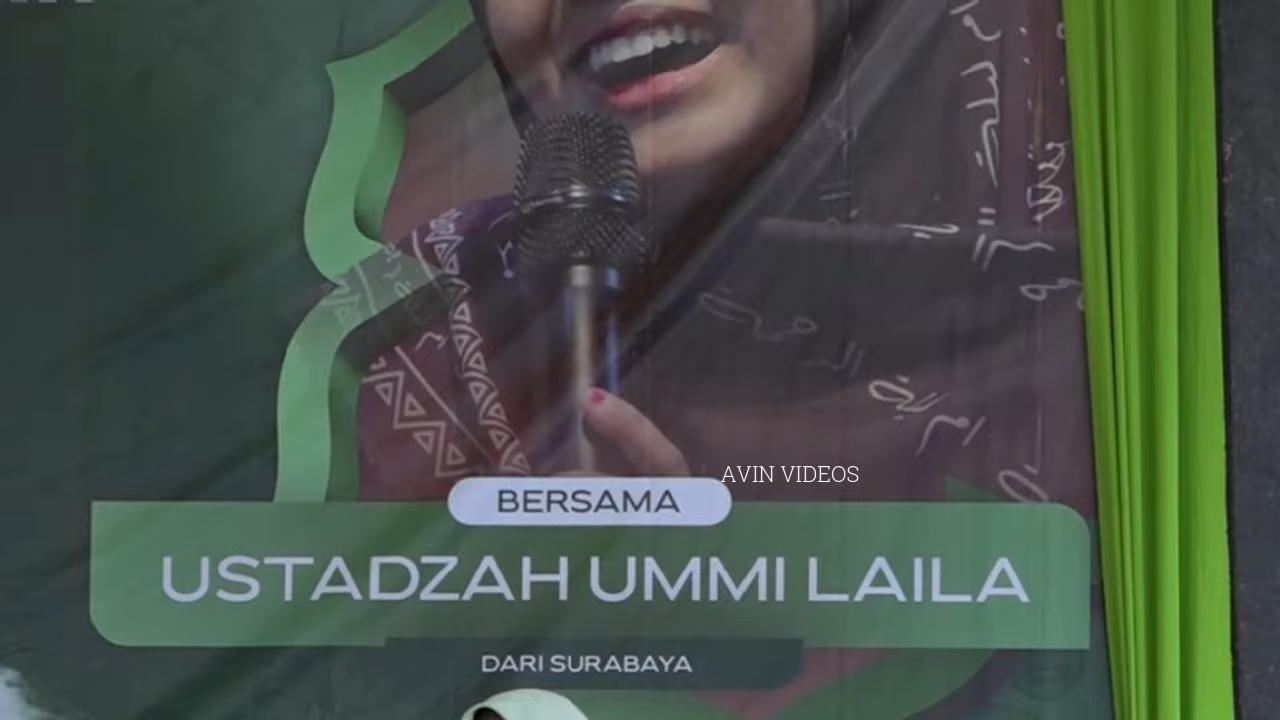 AVIN VIDEOS
BERSAMA
USTADZAH UMMI LAILA
DARI SURABAYA